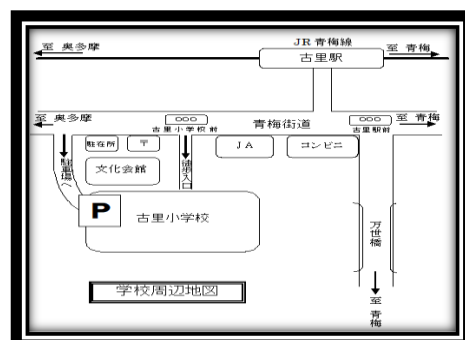 JR青梅線
至 奥多摩
至 青梅
古里駅
至 奥多摩
青梅街道
至 青梅
古里小学校前
古里駅前
駐在所
〒
JA
コンビニ
駐車場へ
文化会館
徒歩入口
P
古里小学校
万世橋
学校周辺地図
至 青梅